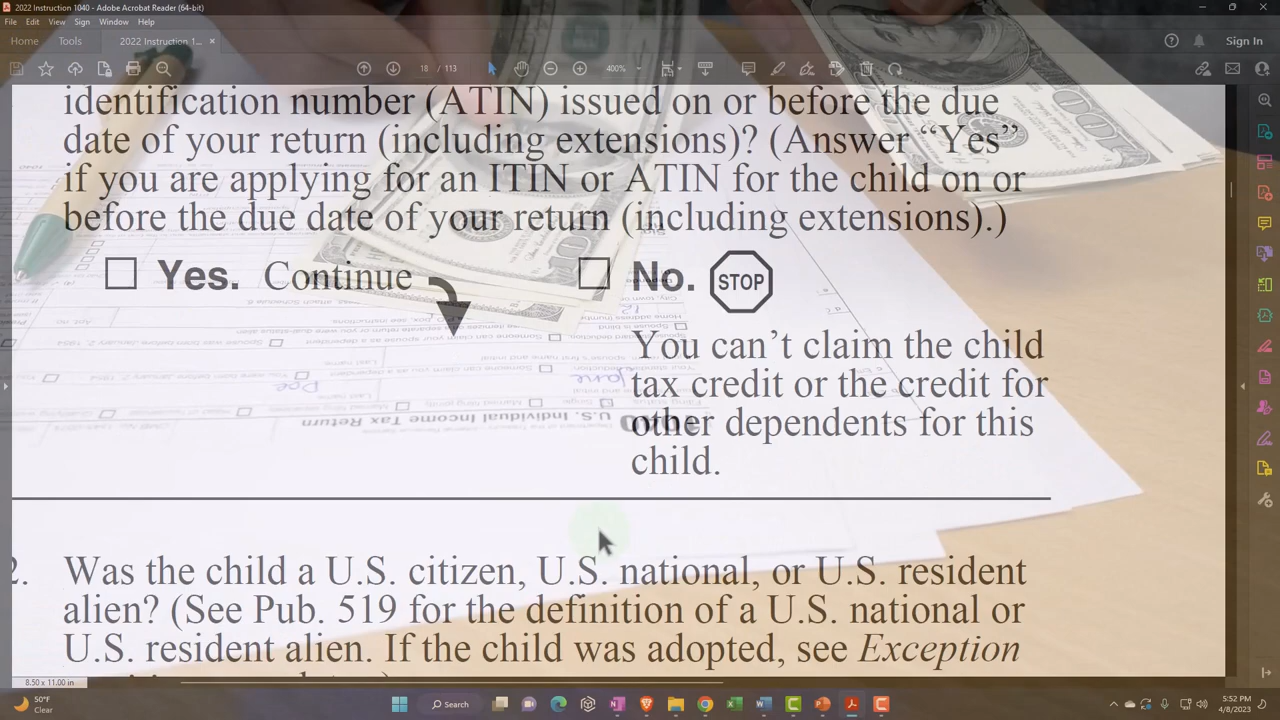 2022 Instruction 1040 - Adobe Acrobat Reader (64-bit)
File Edit View Sign Window Help
Home Tools 2022 Instruction 1... × Sign In
18 / 113 400%
identification number (ATIN) issued on or before the due
date of your return (including extensions)? (Answer “Yes”
if you are applying for an ITIN or ATIN for the child on or
before the due date of your return (including extensions).)
Yes. Continue No. STOP
You can’t claim the child
tax credit or the credit for
other dependents for this
child.
U.S. Individual Income Tax Return
2. Was the child a U.S. citizen, U.S. national, or U.S. resident
alien? (See Pub. 519 for the definition of a U.S. national or
U.S. resident alien. If the child was adopted, see Exception
8.50 x 11.00 in
50°F
Clear
Search
5:52 PM
4/8/2023